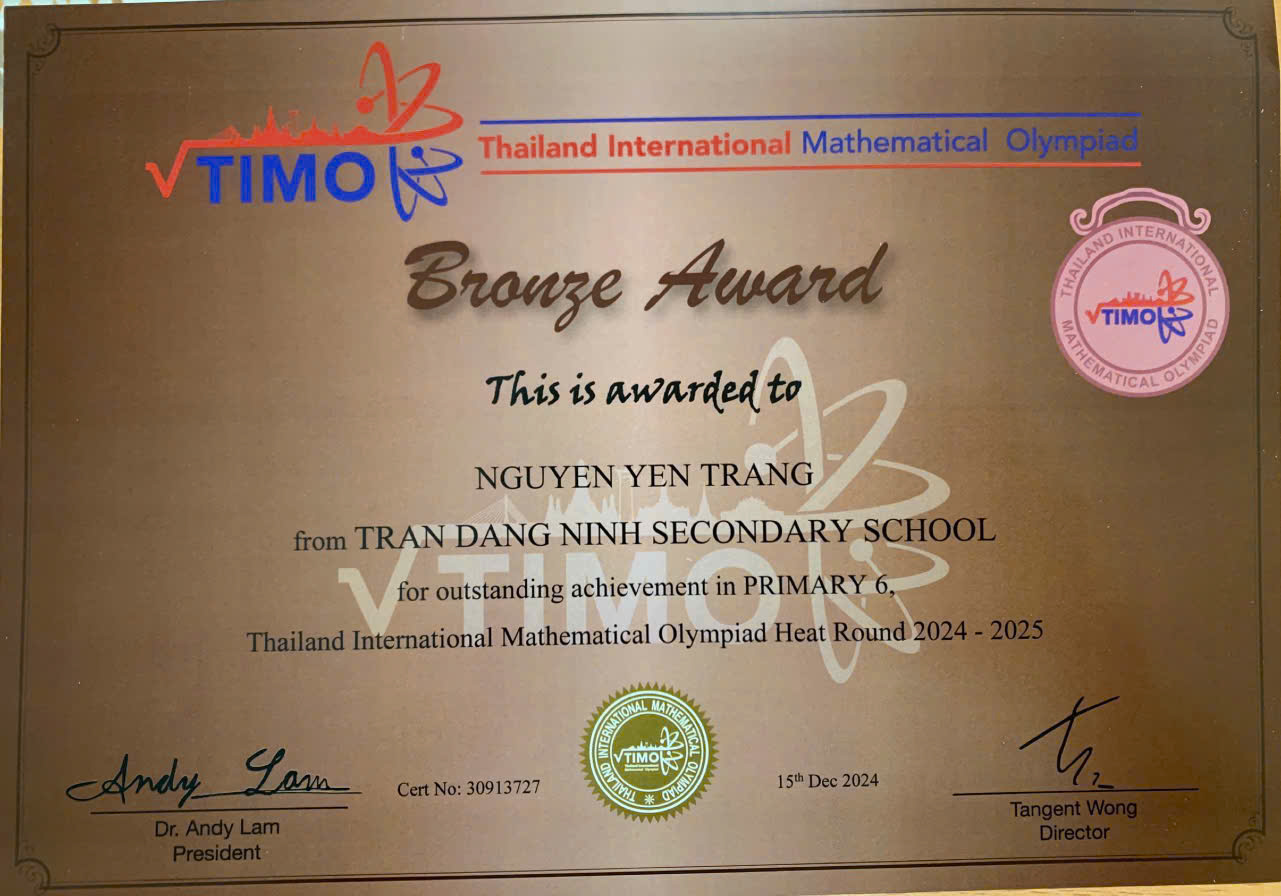 TIMO
Thailand International Mathematical Olympiad
Bronze Award
THAILAND INTERNATIONAL
TIMO
MATHEMATICAL OLYMPIAD
This is awarded to
NGUYEN YEN TRANG
from TRAN DANG NINH SECONDARY SCHOOL
for outstanding achievement in PRIMARY 6,
TIMO
Thailand International Mathematical Olympiad Heat Round 2024 - 2025
THAILAND INTERNATIONAL MATHEMATICAL OLYMPIAD
TIMO
Andy Lam
Cert No: 30913727
15th Dec 2024
Dr. Andy Lam
President
Tangent Wong
Director